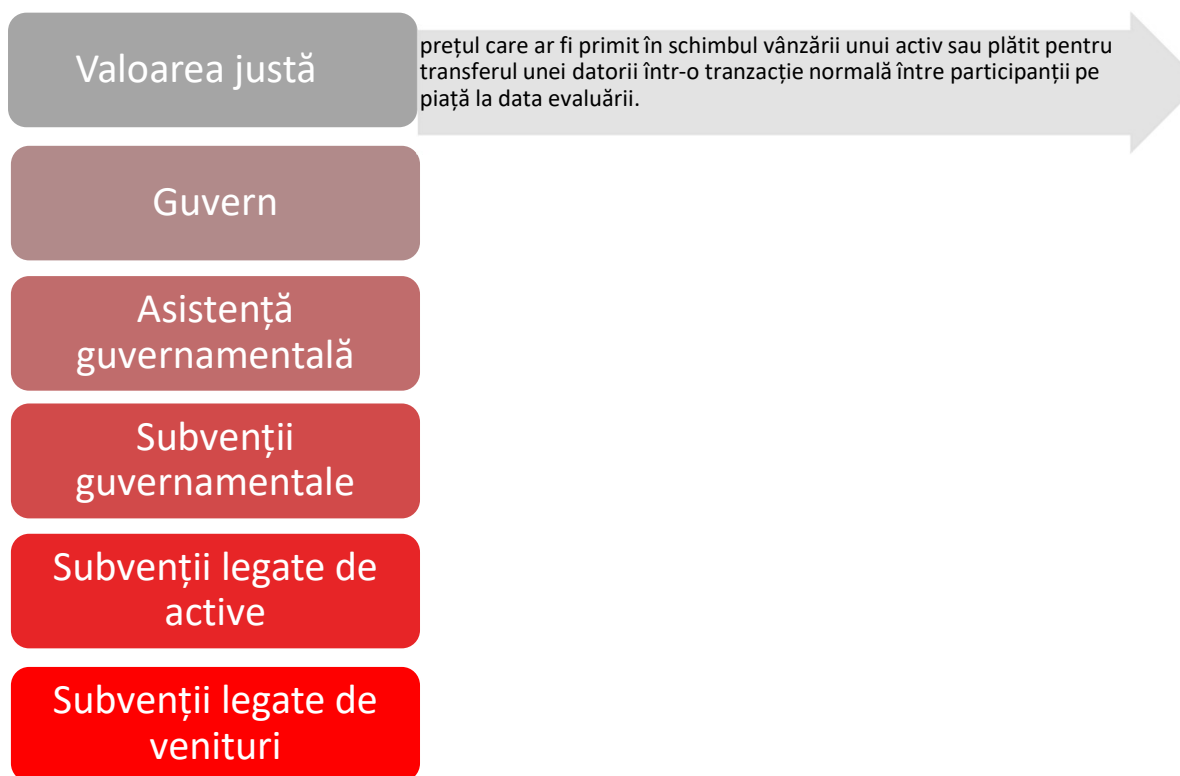 Valoarea justă
prețul care ar fi primit în schimbul vânzării unui activ sau plătit pentru
transferul unei datorii într-o tranzacție normală între participanții pe
piață la data evaluării.
Guvern
Asistență
guvernamentală
Subvenții
guvernamentale
Subvenții legate de
active
Subvenții legate de
venituri